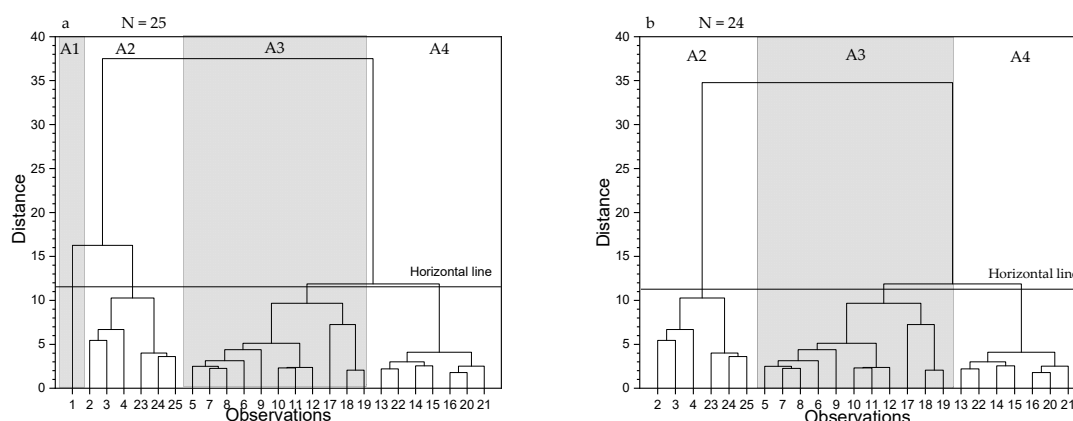 a N = 25
40
35
30
25
20
15
10
5
0
Distance
A1 A2 A3 A4
Horizontal line
1 2 3 4 23 24 25 5 7 8 6 9 10 11 12 17 18 19 13 22 14 15 16 20 21
Observations
b N = 24
40
35
30
25
20
15
10
5
0
Distance
A2 A3 A4
Horizontal line
2 3 4 23 24 25 5 7 8 6 9 10 11 12 17 18 19 13 22 14 15 16 20 21
Observations